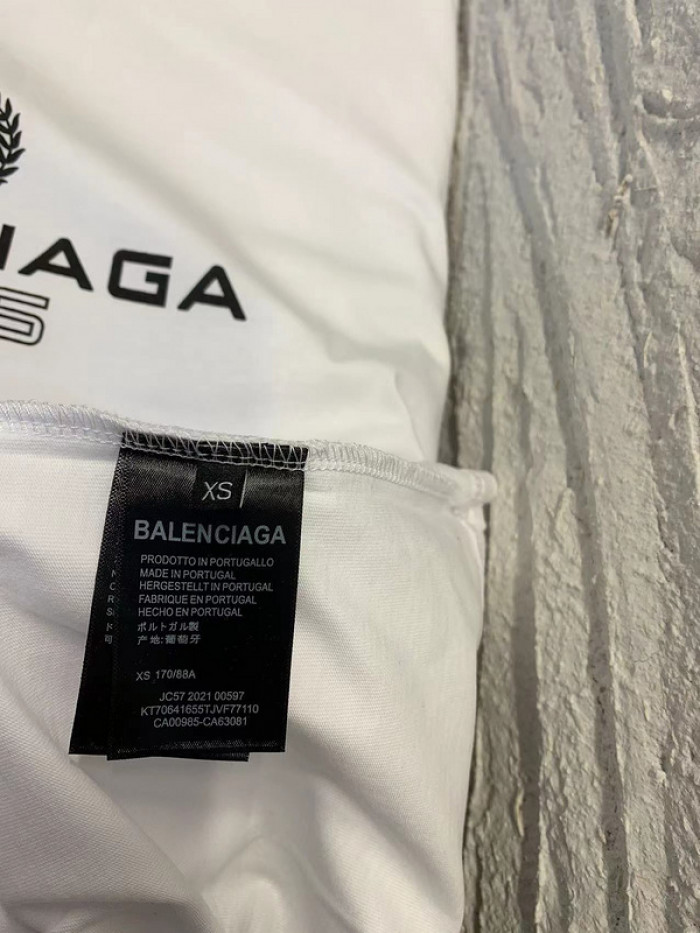 IAGA
XS
BALENCIAGA
PRODOTTO IN PORTUGALLO
MADE IN PORTUGAL
HERGESTELLT IN PORTUGAL
FABRIQUE EN PORTUGAL
HECHO EN PORTUGAL
ポルトガル製
产地:葡萄牙
XS 170/88A
JC57 2021 00597
KT70641655TJVF77110
CA00985-CA63081